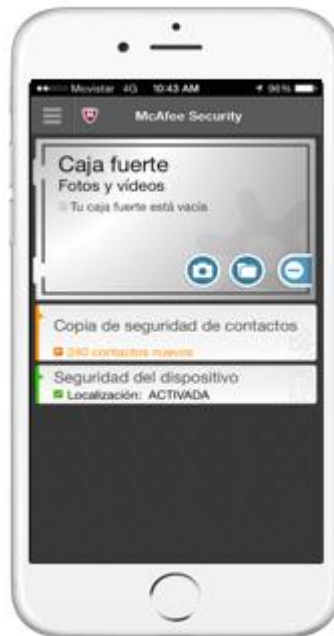 Movistar 4G 10:43 AM 96%
McAfee Security
Caja fuerte
Fotos y vídeos
Tu caja fuerte está vacía
Copia de seguridad de contactos
240 contactos nuevos
Seguridad del dispositivo
Localización: ACTIVADA